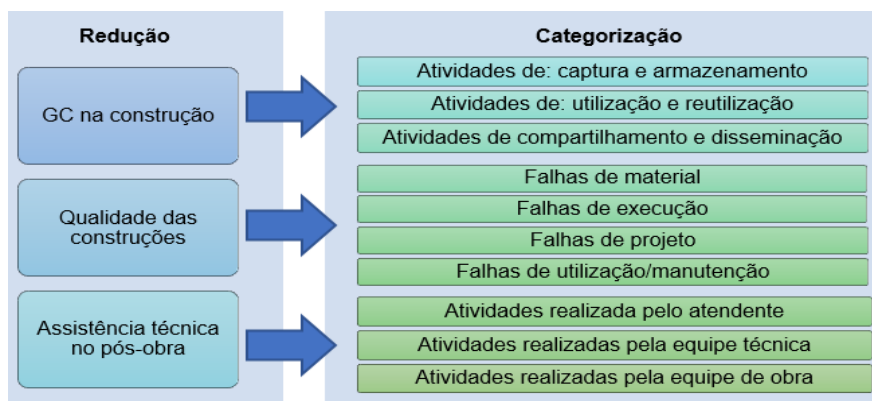 Redução
Categorização
GC na construção
Atividades de: captura e armazenamento
Atividades de: utilização e reutilização
Atividades de compartilhamento e disseminação
Qualidade das
construções
Falhas de material
Falhas de execução
Falhas de projeto
Falhas de utilização/manutenção
Assistência técnica
no pós-obra
Atividades realizada pelo atendente
Atividades realizadas pela equipe técnica
Atividades realizadas pela equipe de obra